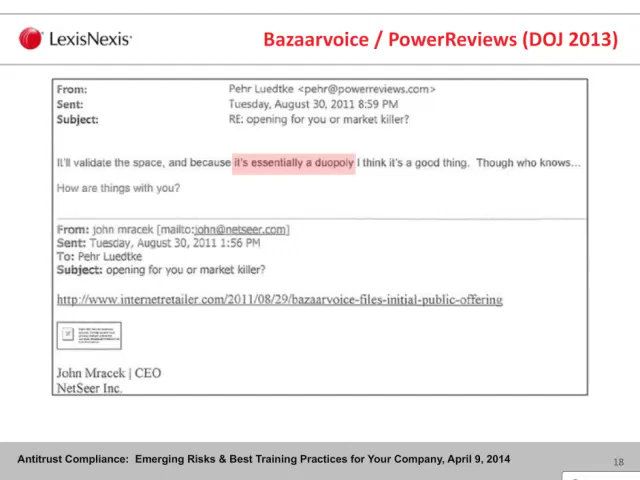 LexisNexis®
Bazaarvoice / PowerReviews (DOJ 2013)
From: Pehr Luedtke <pehr@powerreviews.com>
Sent: Tuesday, August 30, 2011 8:59 PM
Subject: RE: opening for you or market killer?
It'll validate the space, and because it's essentially a duopoly I think it's a good thing. Though who knows...
How are things with you?
From: john mracek [mailto:john@netseer.com]
Sent: Tuesday, August 30, 2011 1:56 PM
To: Pehr Luedtke
Subject: opening for you or market killer?
http://www.internetretailer.com/2011/08/29/bazaarvoice-files-initial-public-offering
John Mracek | CEO
NetSeer Inc.
Antitrust Compliance: Emerging Risks & Best Training Practices for Your Company, April 9, 2014
18